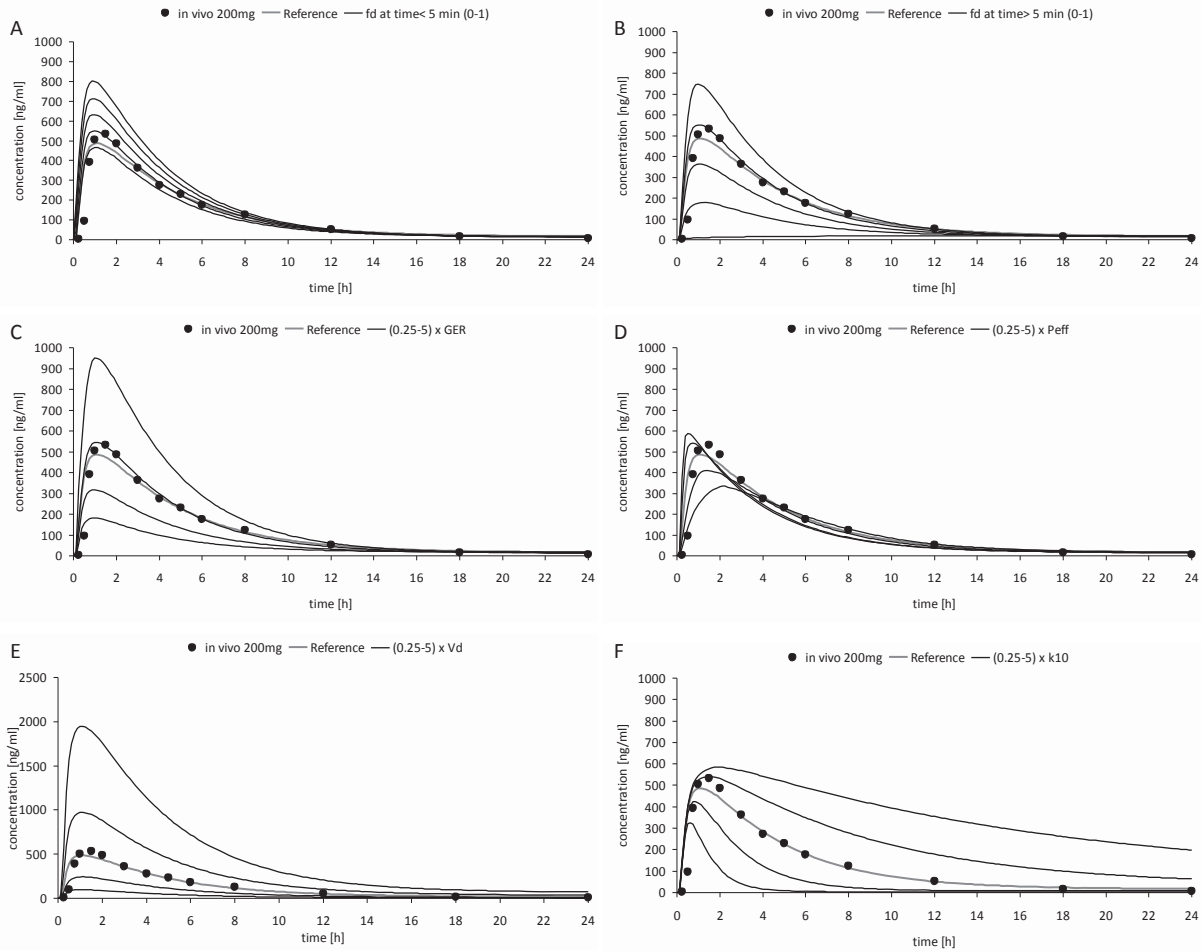 A
in vivo 200mg Reference fd at time< 5 min (0-1)
concentration [ng/ml]
1000
900
800
700
600
500
400
300
200
100
0
0 2 4 6 8 10 12 14 16 18 20 22 24
time [h]
B
in vivo 200mg Reference fd at time> 5 min (0-1)
concentration [ng/ml]
1000
900
800
700
600
500
400
300
200
100
0
0 2 4 6 8 10 12 14 16 18 20 22 24
time [h]
C
in vivo 200mg Reference (0.25-5) x GER
concentration [ng/ml]
1000
900
800
700
600
500
400
300
200
100
0
0 2 4 6 8 10 12 14 16 18 20 22 24
time [h]
D
in vivo 200mg Reference (0.25-5) x Peff
concentration [ng/ml]
1000
900
800
700
600
500
400
300
200
100
0
0 2 4 6 8 10 12 14 16 18 20 22 24
time [h]
E
in vivo 200mg Reference (0.25-5) x Vd
concentration [ng/ml]
2500
2000
1500
1000
500
0
0 2 4 6 8 10 12 14 16 18 20 22 24
time [h]
F
in vivo 200mg Reference (0.25-5) x k10
concentration [ng/ml]
1000
900
800
700
600
500
400
300
200
100
0
0 2 4 6 8 10 12 14 16 18 20 22 24
time [h]